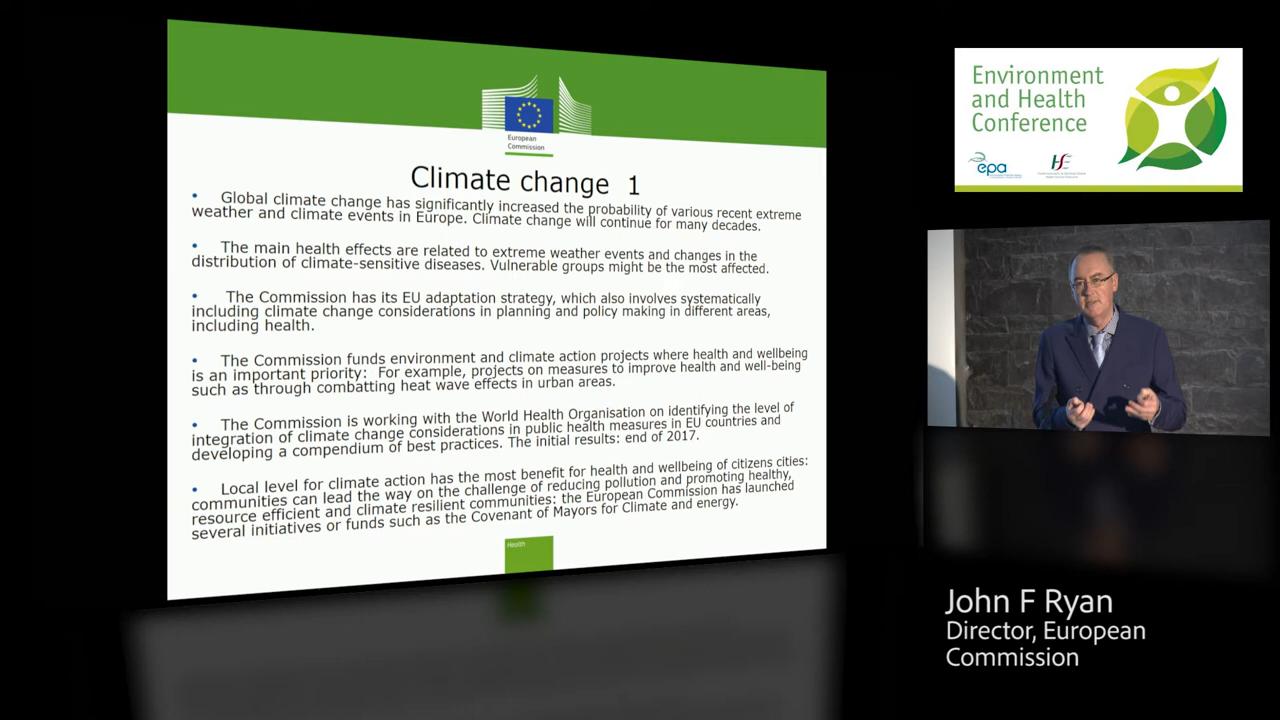 European
Commission
Climate change 1
• Global climate change has significantly increased the probability of various recent extreme
weather and climate events in Europe. Climate change will continue for many decades.
• The main health effects are related to extreme weather events and changes in the
distribution of climate-sensitive diseases. Vulnerable groups might be the most affected.
• The Commission has its EU adaptation strategy, which also involves systematically
including climate change considerations in planning and policy making in different areas,
including health.
• The Commission funds environment and climate action projects where health and wellbeing
is an important priority: For example, projects on measures to improve health and well-being
such as through combatting heat wave effects in urban areas.
• The Commission is working with the World Health Organisation on identifying the level of
integration of climate change considerations in public health measures in EU countries and
developing a compendium of best practices. The initial results: end of 2017.
• Local level for climate action has the most benefit for health and wellbeing of citizens cities:
communities can lead the way on the challenge of reducing pollution and promoting healthy,
resource efficient and climate resilient communities: the European Commission has launched
several initiatives or funds such as the Covenant of Mayors for Climate and energy.
Health
Environment
and Health
Conference
epa
John F Ryan
Director, European
Commission